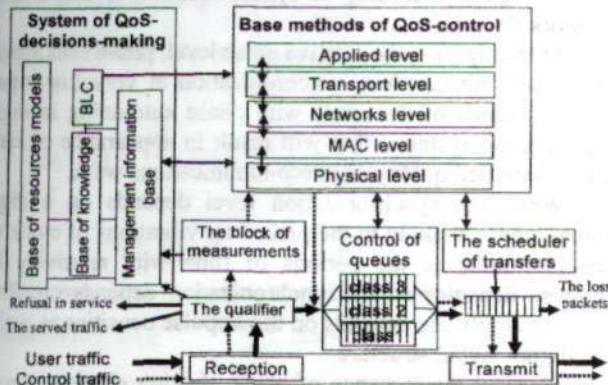 System of QoS-
decisions-making
Base of resources models
Base of knowledge
BLC
Management information
base
Base methods of QoS-control
Applied level
Transport level
Networks level
MAC level
Physical level
The block of
measurements
Control of
queues
class 3
class 2
class 1
The scheduler
of transfers
Refusal in service
The served traffic
The qualifier
The loss
packets
User traffic
Control traffic
Reception
Transmit